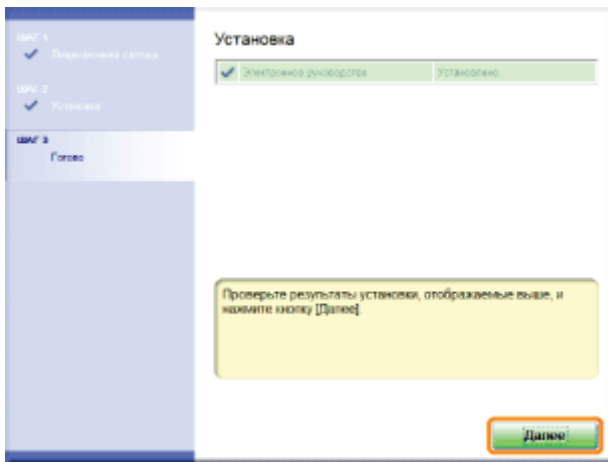 ШАГ 1
Лицензионное соглаш
ШАГ 2
Установка
ШАГ 3
Готово
Установка
Электронное руководство
Установлено.
Проверьте результаты установки, отображаемые выше, и
нажмите кнопку [Далее].
Далее